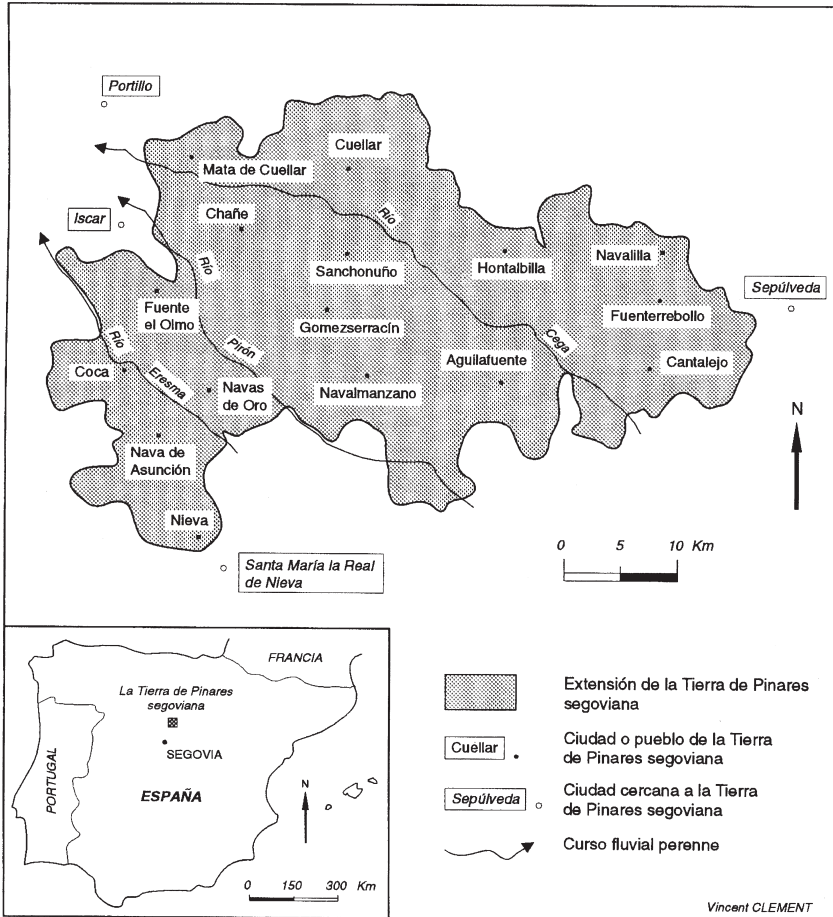 Portillo
Cuellar
Mata de Cuellar
Iscar
Chañe
Río
Río
Sanchonuño
Hontalbilla
Navalilla
Sepúlveda
Fuente
el Olmo
Gomezserracín
Fuenterrebollo
Río
Pirón
Cega
Coca
Eresma
Navas
de Oro
Navalmanzano
Aguilafuente
Cantalejo
N
Nava de
Asunción
Nieva
0 5 10 Km
Santa María la Real
de Nieva
FRANCIA
La Tierra de Pinares
segoviana
SEGOVIA
PORTUGAL
ESPAÑA
N
0 150 300 Km
Extensión de la Tierra de Pinares
segoviana
Cuellar
Ciudad o pueblo de la Tierra
de Pinares segoviana
Sepúlveda
Ciudad cercana a la Tierra
de Pinares segoviana
Curso fluvial perenne
Vincent CLEMENT